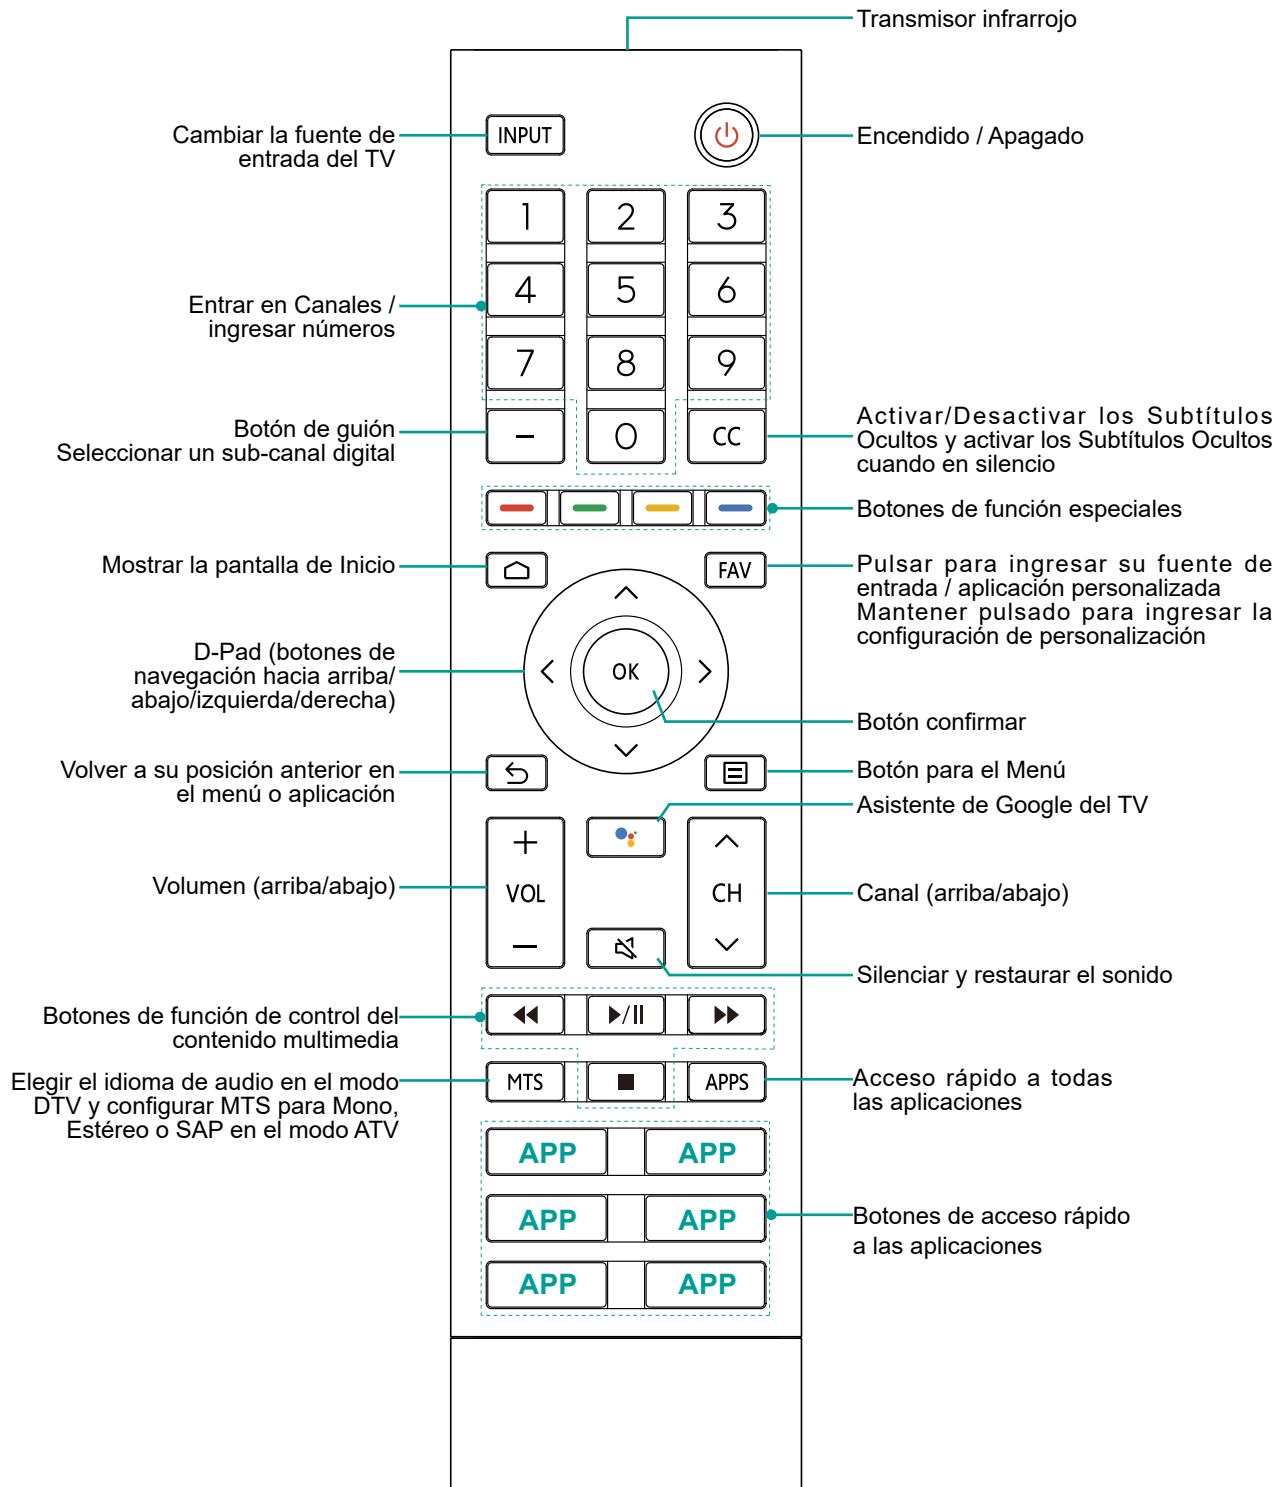 Transmisor infrarrojo
Cambiar la fuente de
entrada del TV
INPUT
Encendido / Apagado
1 2 3
4 5 6
7 8 9
Entrar en Canales /
ingresar números
Botón de guión
Seleccionar un sub-canal digital
– 0 CC
Activar/Desactivar los Subtítulos
Ocultos y activar los Subtítulos Ocultos
cuando en silencio
Botones de función especiales
Mostrar la pantalla de Inicio
FAV
Pulsar para ingresar su fuente de
entrada / aplicación personalizada
Mantener pulsado para ingresar la
configuración de personalización
D-Pad (botones de
navegación hacia arriba/
abajo/izquierda/derecha)
OK
Botón confirmar
Volver a su posición anterior en
el menú o aplicación
Botón para el Menú
Asistente de Google del TV
Volumen (arriba/abajo)
+
VOL
–
CH
Canal (arriba/abajo)
Silenciar y restaurar el sonido
Botones de función de control del
contenido multimedia
Elegir el idioma de audio en el modo
DTV y configurar MTS para Mono,
Estéreo o SAP en el modo ATV
MTS
APPS
Acceso rápido a todas
las aplicaciones
APP APP
APP APP
APP APP
Botones de acceso rápido
a las aplicaciones